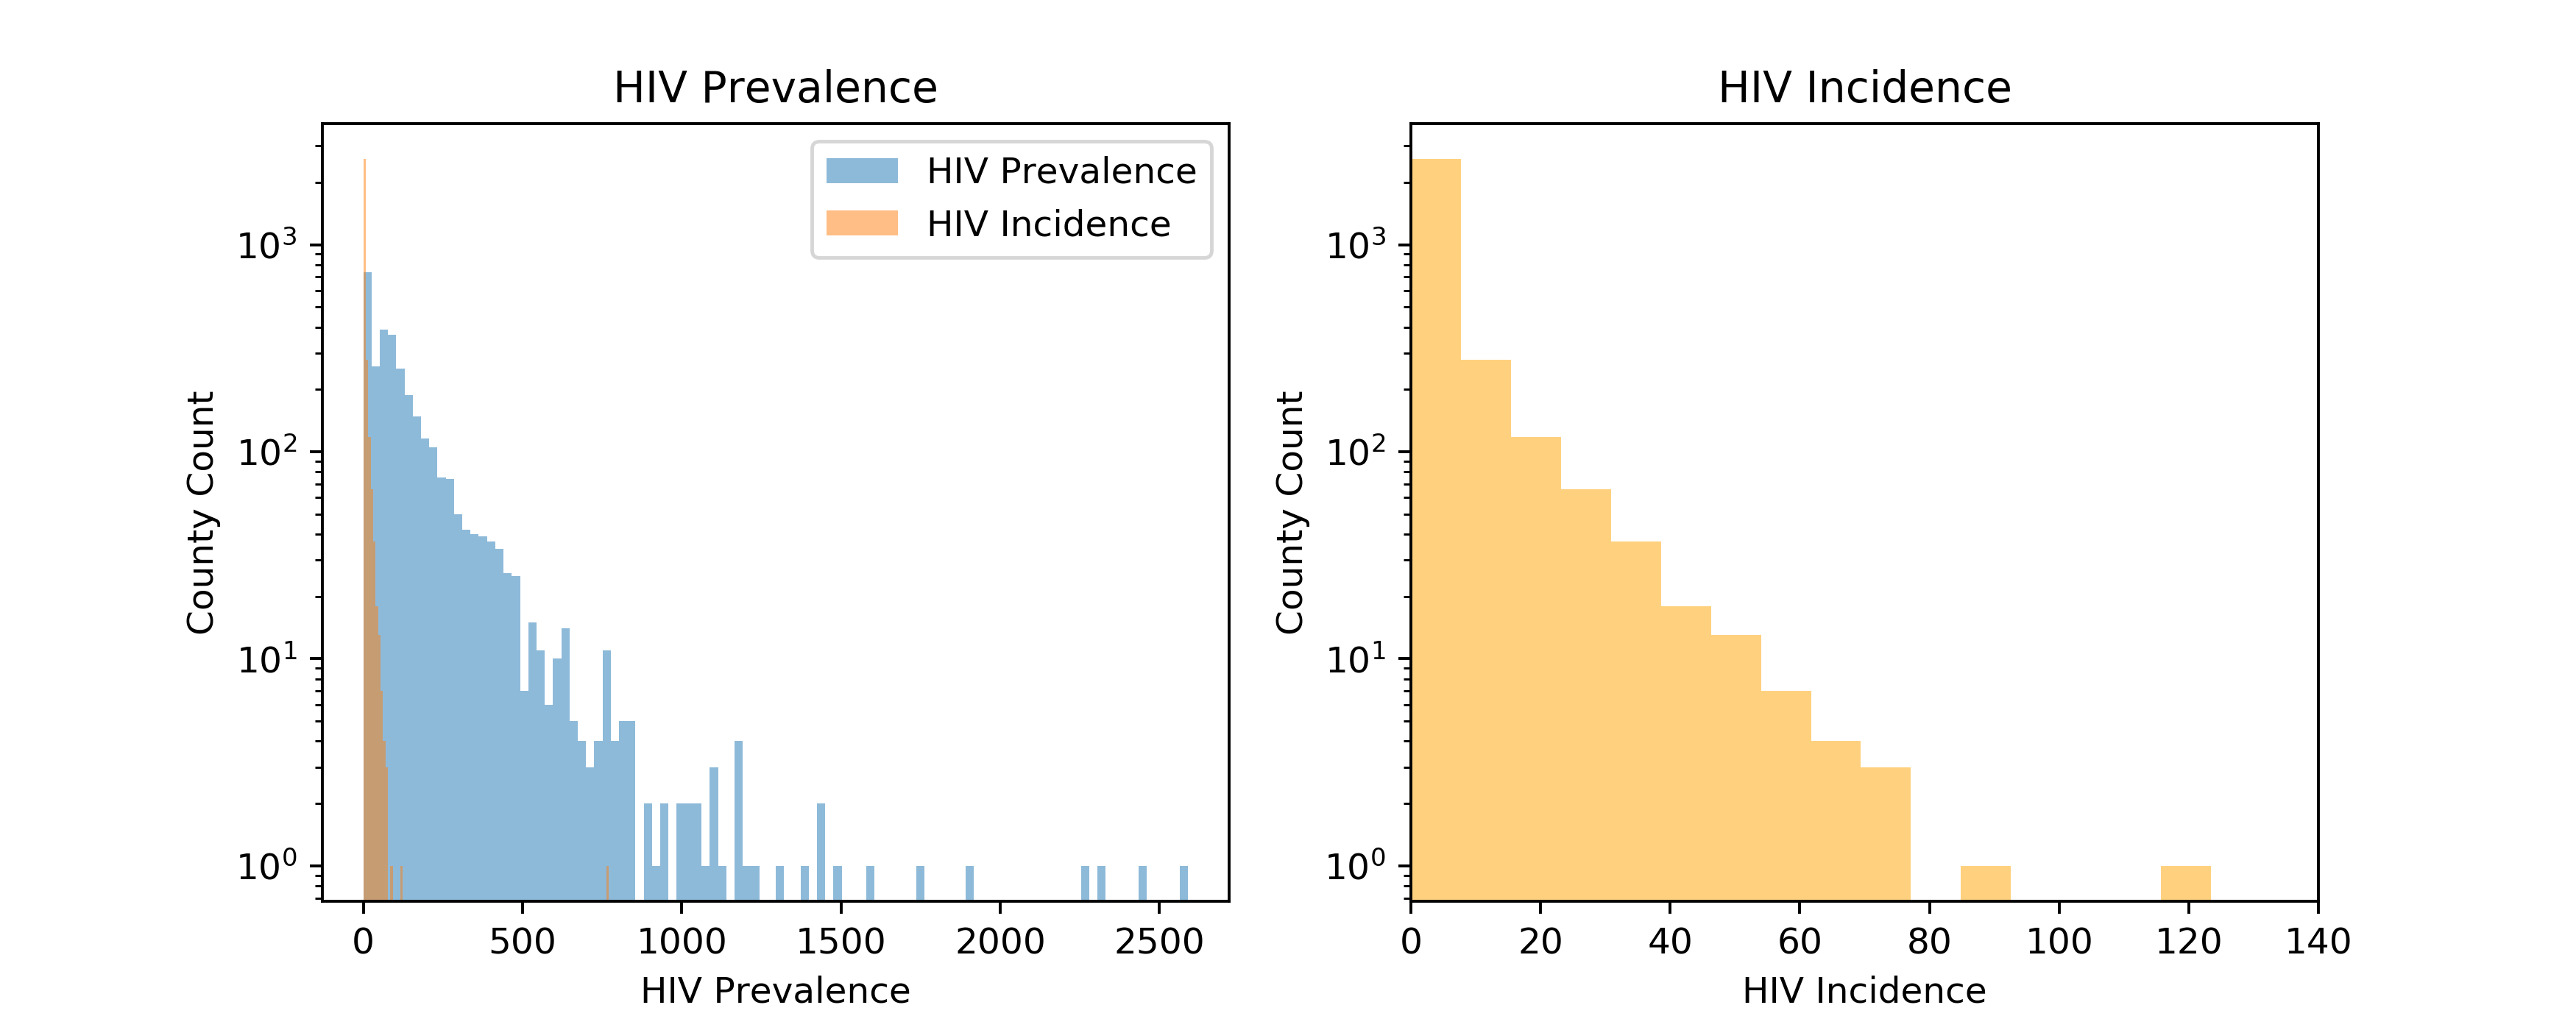 HIV Prevalence
HIV Prevalence
HIV Incidence
County Count
10³
10²
10¹
10⁰
0 500 1000 1500 2000 2500
HIV Prevalence
HIV Incidence
County Count
10³
10²
10¹
10⁰
0 20 40 60 80 100 120 140
HIV Incidence